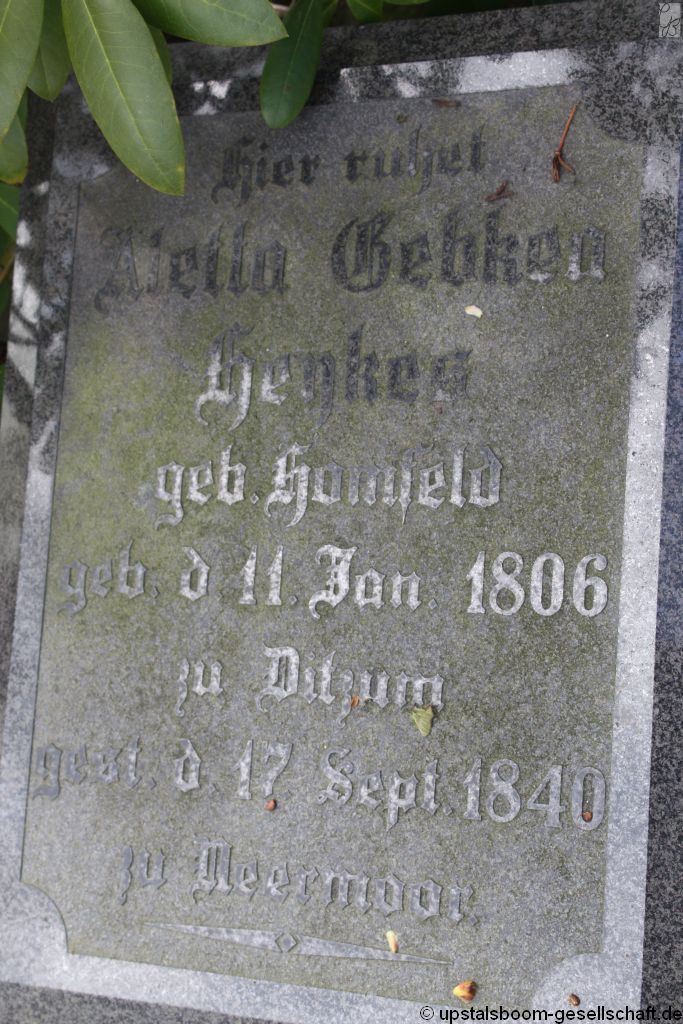 Hier ruhet
Aletta Gebken
Heykes
geb. Homfeld
geb. d. 11. Jan. 1806
zu Ditzum
gest. d. 17 Sept. 1840
zu Neermoor.
© upstalsboom-gesellschaft.de